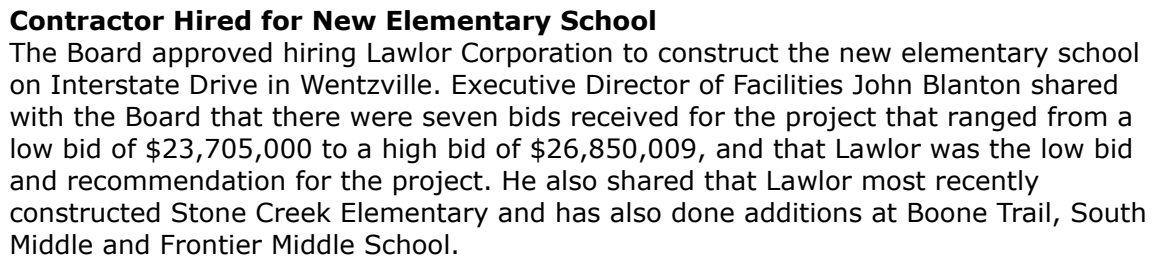 Contractor Hired for New Elementary School
The Board approved hiring Lawlor Corporation to construct the new elementary school
on Interstate Drive in Wentzville. Executive Director of Facilities John Blanton shared
with the Board that there were seven bids received for the project that ranged from a
low bid of $23,705,000 to a high bid of $26,850,009, and that Lawlor was the low bid
and recommendation for the project. He also shared that Lawlor most recently
constructed Stone Creek Elementary and has also done additions at Boone Trail, South
Middle and Frontier Middle School.